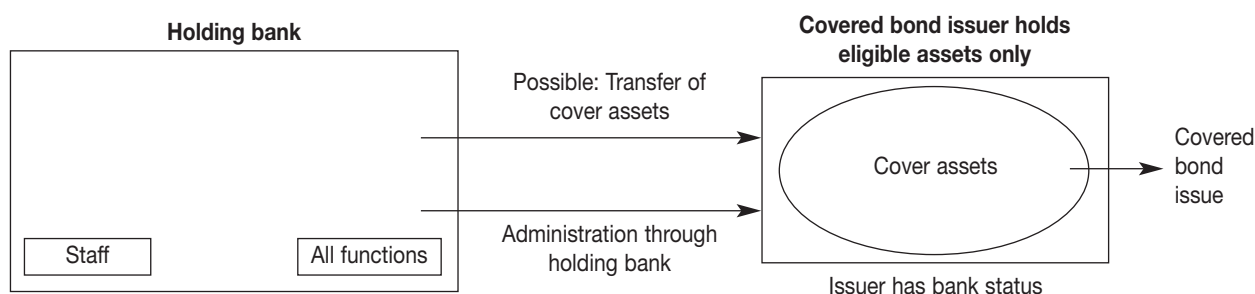 Holding bank
Covered bond issuer holds
eligible assets only
Possible: Transfer of
cover assets
Cover assets
Covered
bond
issue
Administration through
holding bank
Staff
All functions
Issuer has bank status